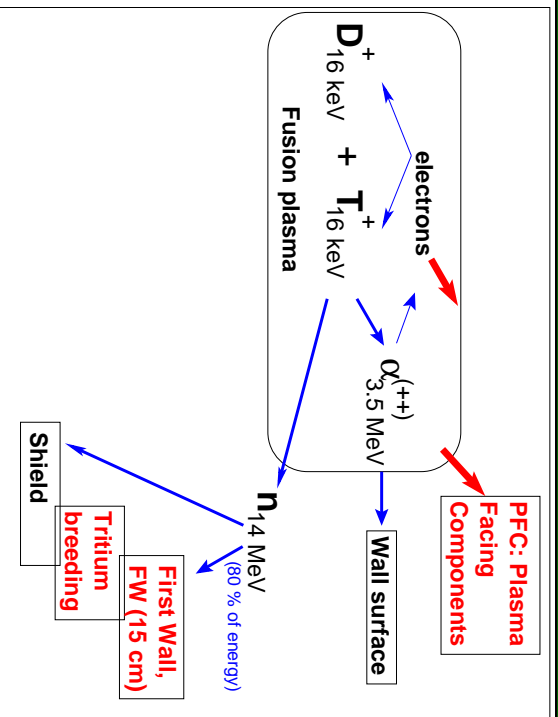 electrons
D+ 16 keV + T+ 16 keV
Fusion plasma
α(++) 3.5 MeV
PFC: Plasma
Facing
Components
Wall surface
n 14 MeV
(80 % of energy)
First Wall,
FW (15 cm)
Tritium
breeding
Shield